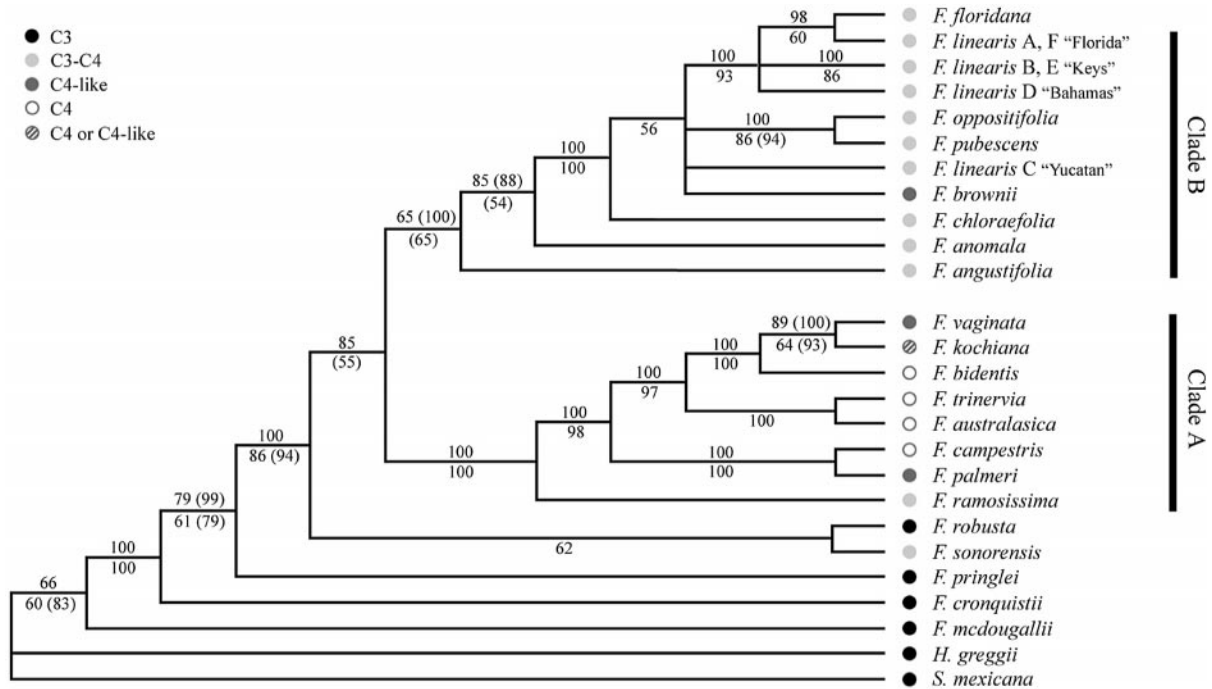 C3
C3-C4
C4-like
C4
C4 or C4-like
98
60
100
93
100
86
100
86 (94)
56
100
100
85 (88)
(54)
65 (100)
(65)
89 (100)
64 (93)
100
100
100
97
100
100
98
100
100
100
100
85
(55)
100
86 (94)
62
79 (99)
61 (79)
100
100
66
60 (83)
F. floridana
F. linearis A, F "Florida"
F. linearis B, E "Keys"
F. linearis D "Bahamas"
F. oppositifolia
F. pubescens
F. linearis C "Yucatan"
F. brownii
F. chloraefolia
F. anomala
F. angustifolia
F. vaginata
F. kochiana
F. bidentis
F. trinervia
F. australasica
F. campestris
F. palmeri
F. ramosissima
F. robusta
F. sonorensis
F. pringlei
F. cronquistii
F. mcdougallii
H. greggii
S. mexicana
Clade B
Clade A